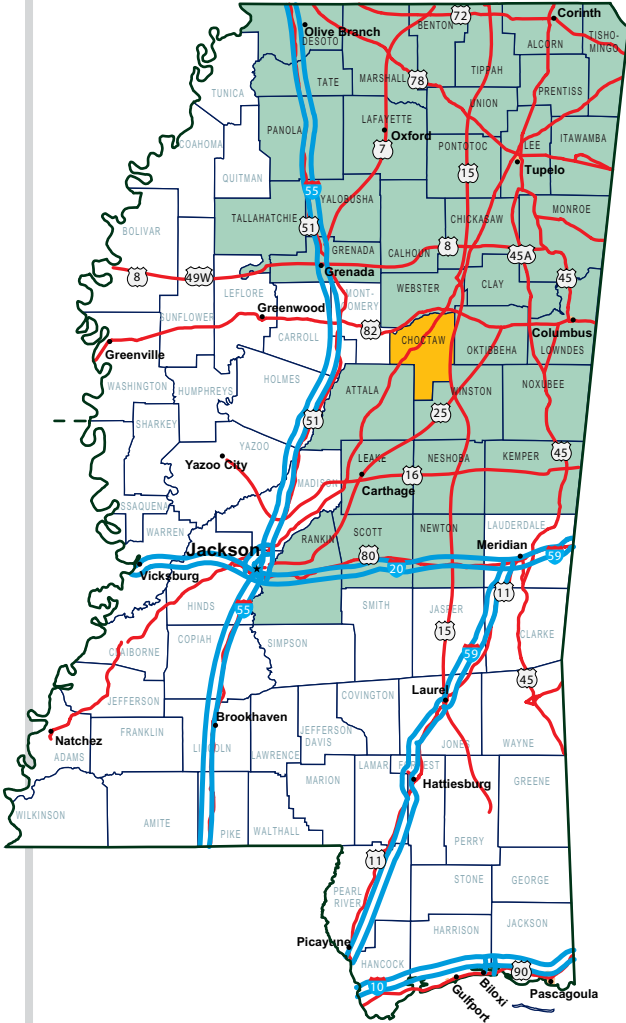 72
Corinth
BENTON
Olive Branch
DESOTO
TISHO-
MINGO
ALCORN
TIPPAH
TATE
MARSHALL
78
TUNICA
PRENTISS
UNION
LAFAYETTE
PANOLA
Oxford
ITAWAMBA
COAHOMA
7
PONTOTOC
LEE
Tupelo
15
QUITMAN
55
YALOBUSHA
MONROE
TALLAHATCHIE
CHICKASAW
51
BOLIVAR
8
GRENADA
CALHOUN
45A
Grenada
8
49W
45
CLAY
WEBSTER
LEFLORE
MONT-
GOMERY
Greenwood
SUNFLOWER
82
Columbus
CARROLL
CHOCTAW
OKTIBBEHA
LOWNDES
Greenville
HOLMES
WASHINGTON
HUMPHREYS
ATTALA
WINSTON
NOXUBEE
25
51
SHARKEY
YAZOO
45
LEAKE
NESHOBA
KEMPER
Yazoo City
16
MADISON
Carthage
ISSAQUENA
LAUDERDALE
WARREN
SCOTT
NEWTON
RANKIN
Meridian
Jackson
80
59
20
Vicksburg
11
HINDS
55
SMITH
JASPER
COPIAH
15
CLARKE
SIMPSON
CLAIBORNE
59
45
Laurel
COVINGTON
JEFFERSON
Brookhaven
JEFFERSON
DAVIS
FRANKLIN
Natchez
LINCOLN
JONES
WAYNE
LAWRENCE
ADAMS
LAMAR
FORREST
MARION
GREENE
Hattiesburg
WILKINSON
AMITE
PIKE
WALTHALL
PERRY
11
STONE
GEORGE
PEARL
RIVER
JACKSON
HARRISON
Picayune
HANCOCK
90
10
Gulfport
Biloxi
Pascagoula